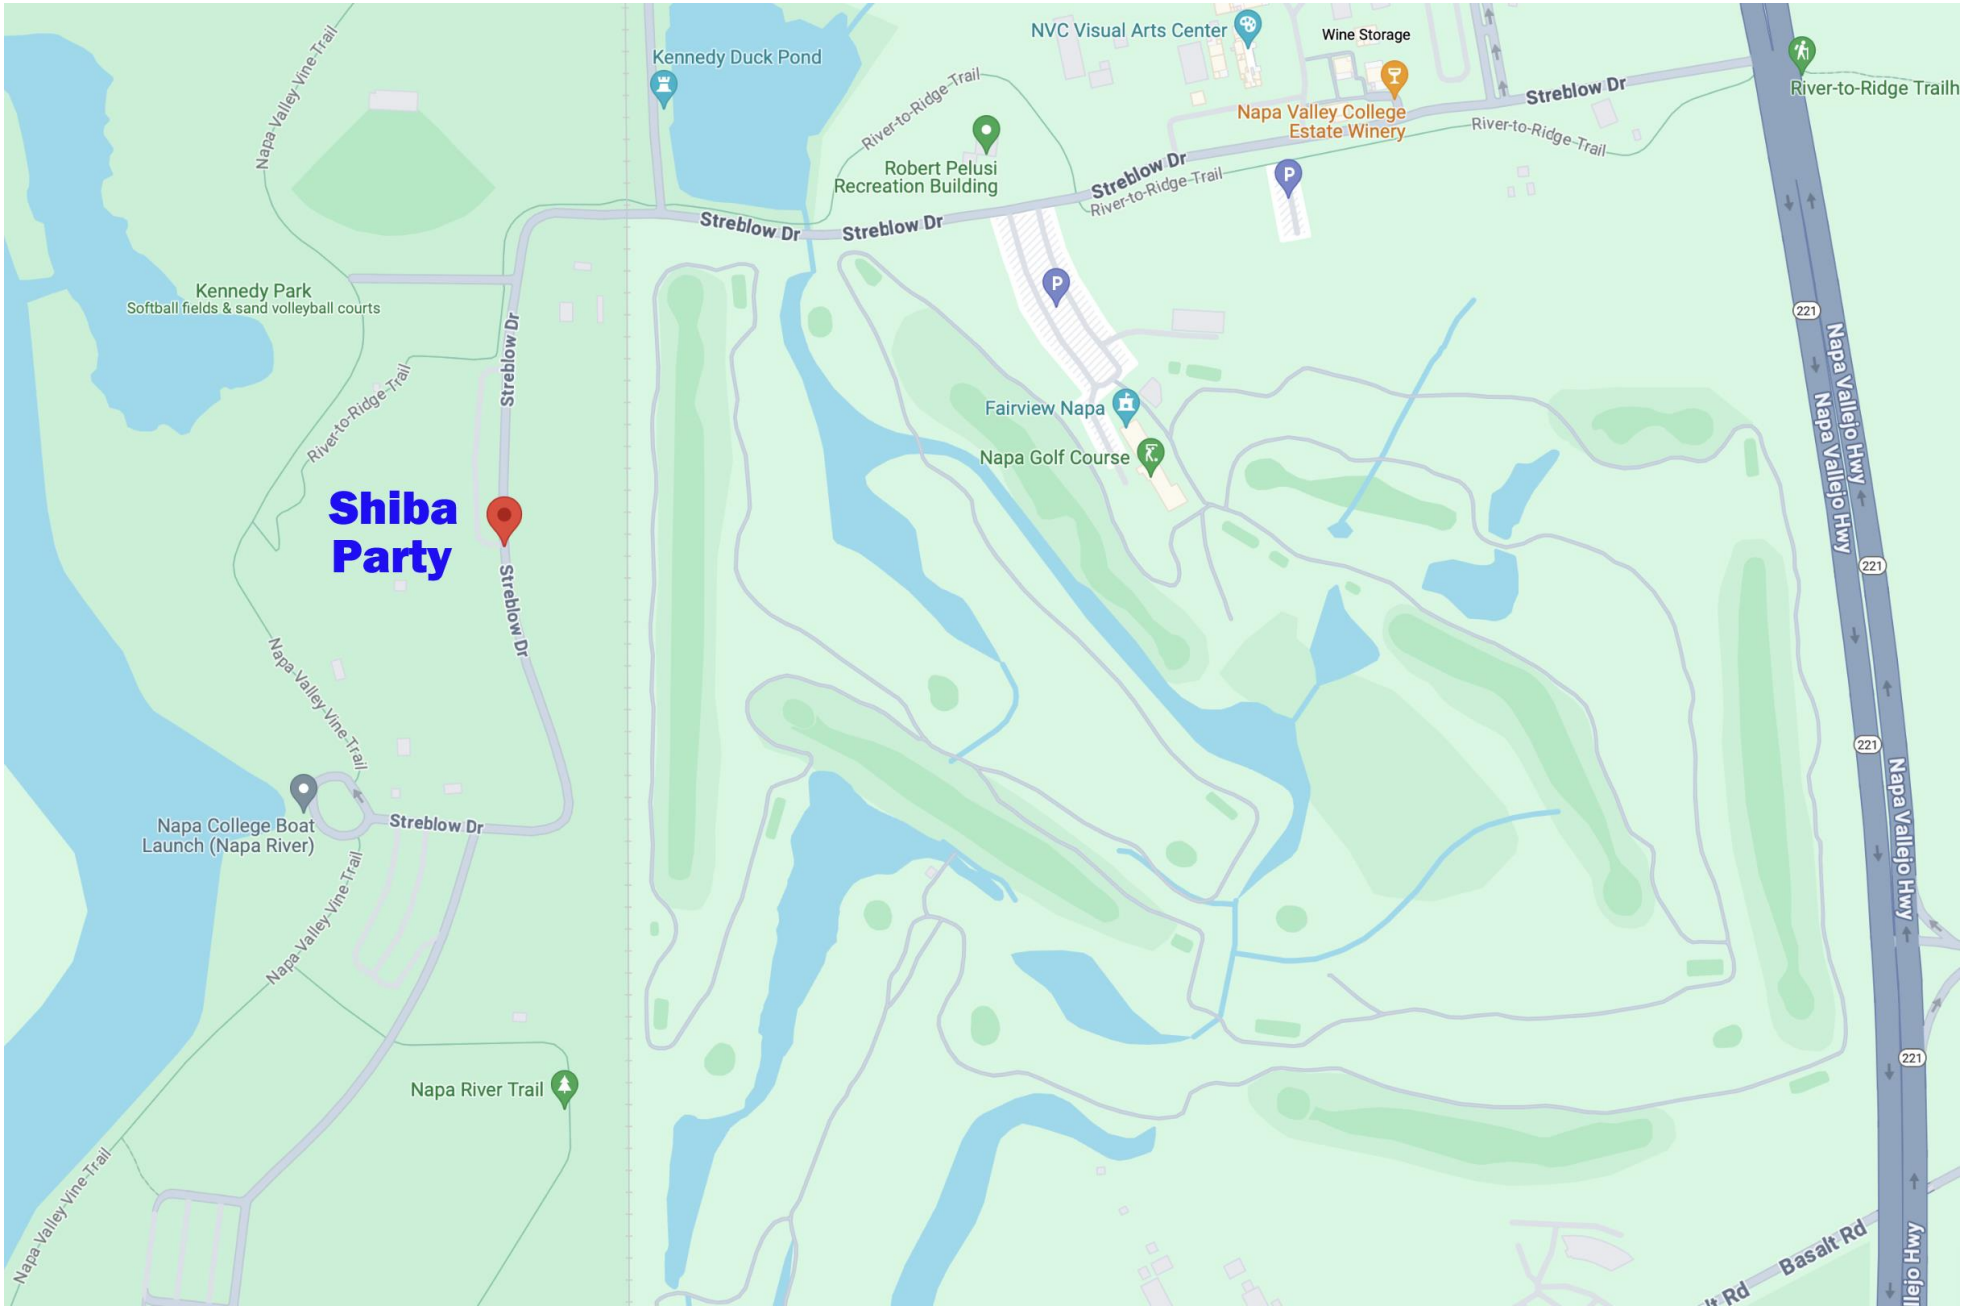 Napa-Valley-Vine-Trail
Kennedy Duck Pond
NVC Visual Arts Center
Wine Storage
River-to-Ridge Trailh
Streblow Dr
River-to-Ridge-Trail
Napa Valley College
Estate Winery
River-to-Ridge-Trail
Robert Pelusi
Recreation Building
Streblow Dr
River-to-Ridge Trail
P
Streblow Dr
Streblow Dr
Kennedy Park
Softball fields & sand volleyball courts
P
221
Napa Vallejo Hwy
Napa Vallejo Hwy
Streblow Dr
River-to-Ridge-Trail
Fairview Napa
Napa Golf Course
Shiba
Party
221
Streblow Dr
Napa-Valley-Vine-Trail
221
Napa Vallejo Hwy
Napa College Boat
Launch (Napa River)
Streblow Dr
Napa-Valley-Vine-Trail
221
Napa River Trail
Napa-Valley-Vine-Trail
Basalt Rd
lt Rd
llejo Hwy